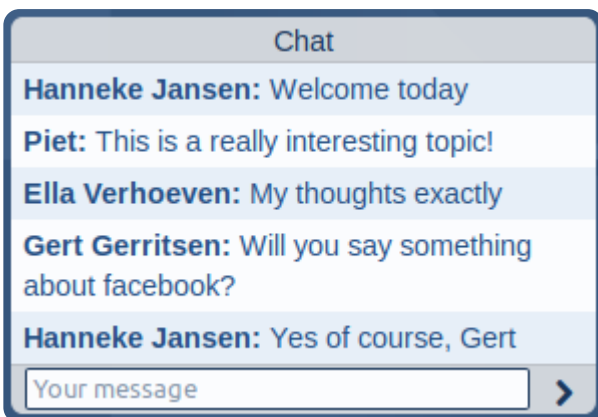 Chat
Hanneke Jansen: Welcome today
Piet: This is a really interesting topic!
Ella Verhoeven: My thoughts exactly
Gert Gerritsen: Will you say something
about facebook?
Hanneke Jansen: Yes of course, Gert
Your message